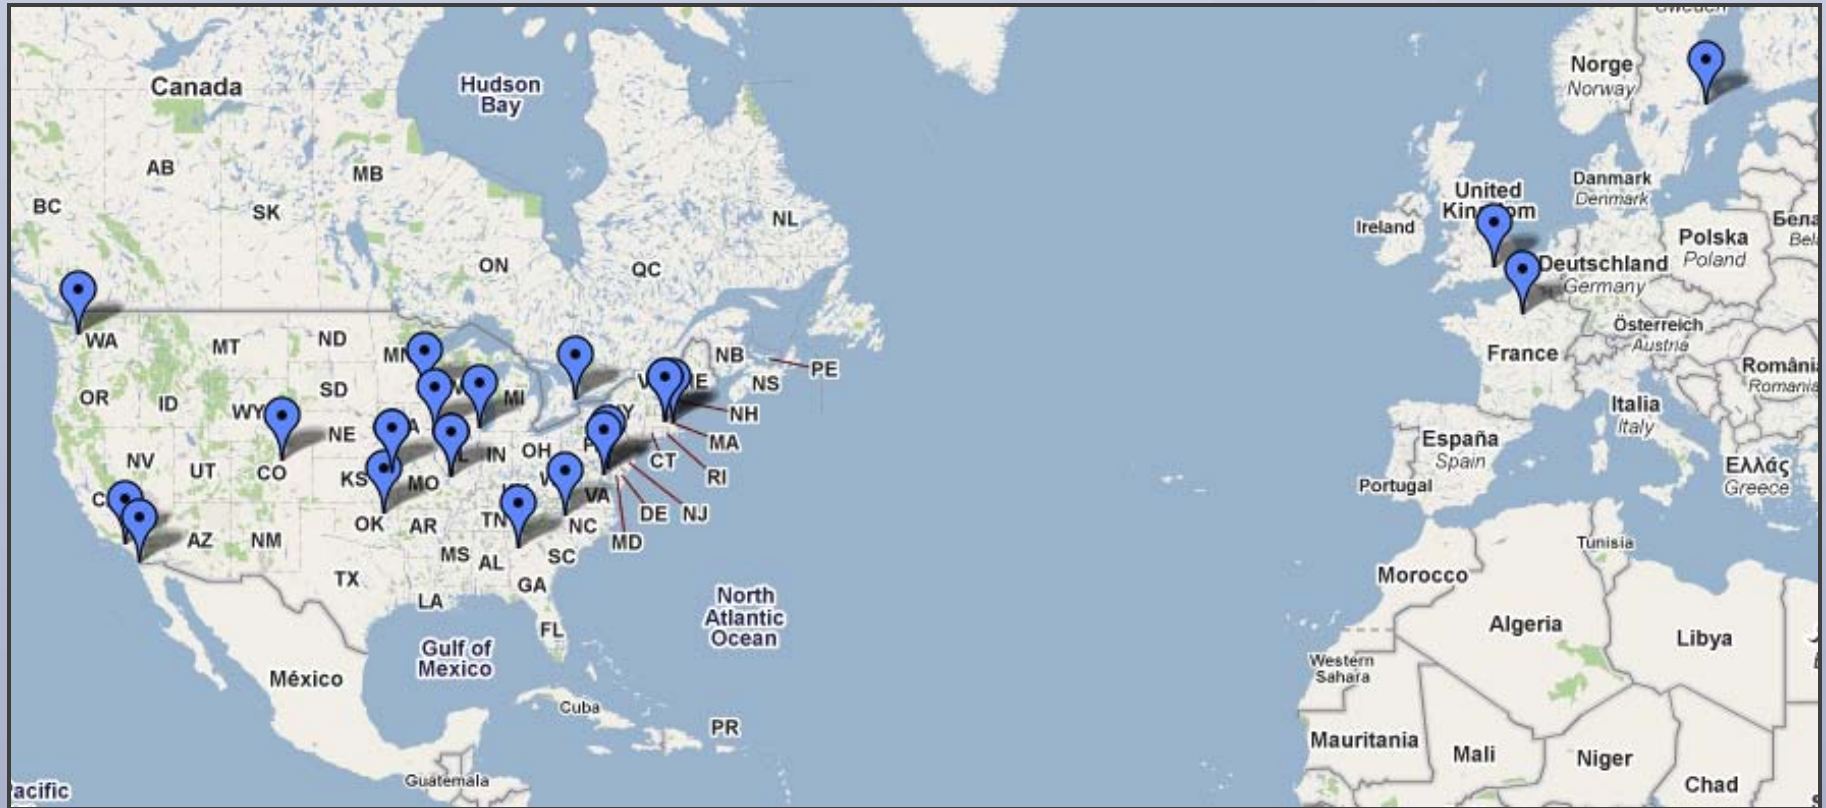 Canada
Hudson
Bay
AB
MB
BC
SK
NL
ON
QC
WA
MT
ND
SD
OR
ID
WY
NE
MI
NB
PE
NS
NH
MA
NV
UT
CO
KS
MO
IN
OH
CT
RI
VA
DE
NJ
MD
AZ
NM
OK
AR
TN
NC
MS
AL
SC
TX
LA
GA
FL
North
Atlantic
Ocean
Gulf of
Mexico
México
Cuba
PR
Guatemala
Norge
Norway
Danmark
Denmark
United
Ireland
Polska
Poland
Deutschland
Germany
Österreich
Austria
France
Italia
Italy
România
Romania
España
Spain
Portugal
Ελλάς
Greece
Tunisia
Morocco
Algeria
Libya
Western
Sahara
Mauritania
Mali
Niger
Chad